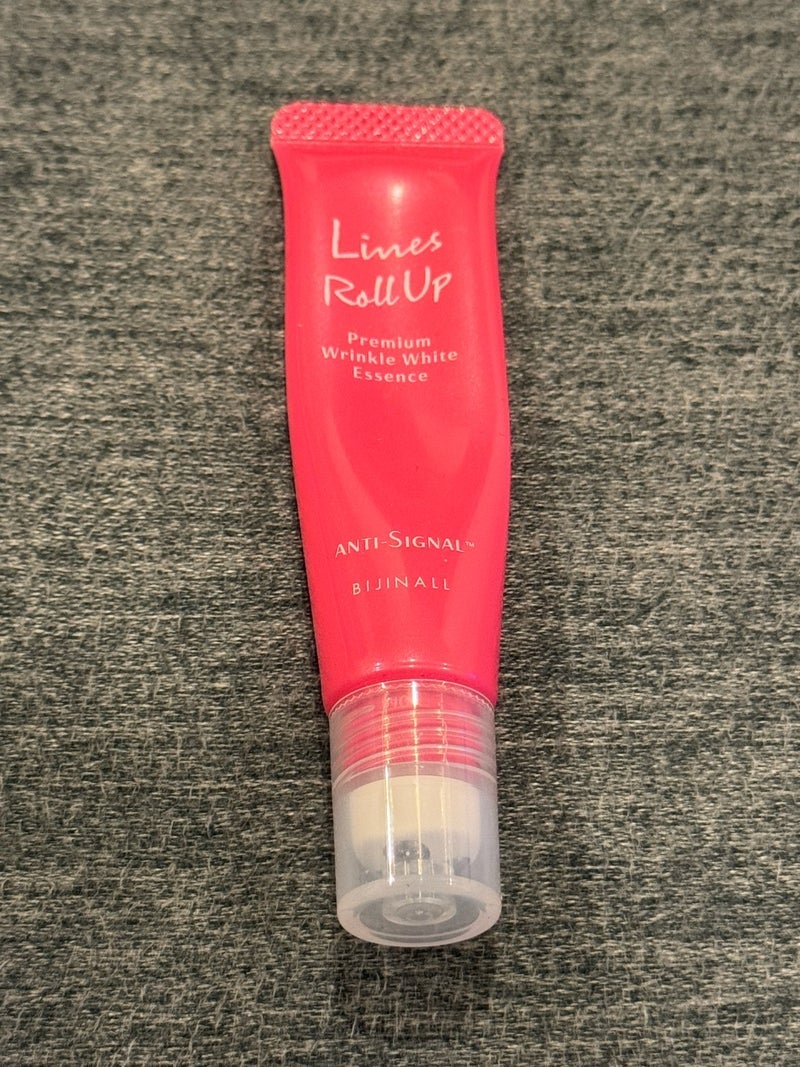 Lines
Roll Up
Premium
Wrinkle White
Essence
ANTI-SIGNAL™
BIJINALL